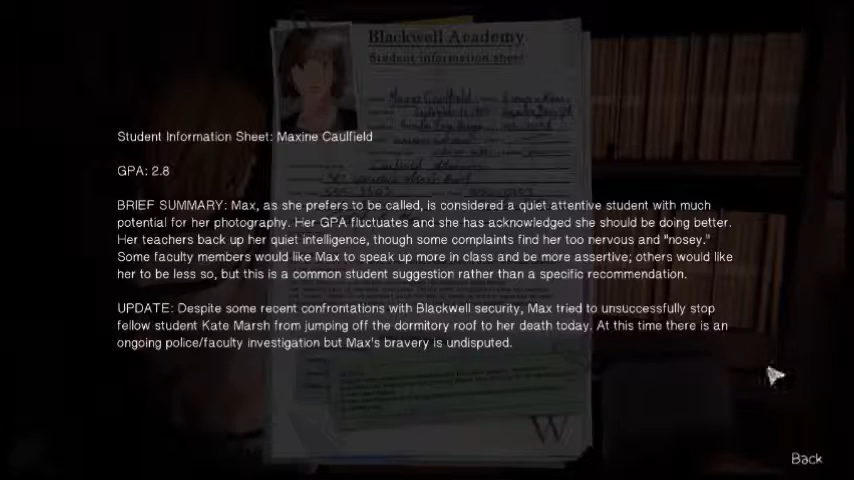 Blackwell Academy
Student information sheet
Student Information Sheet: Maxine Caulfield
GPA: 2.8
BRIEF SUMMARY: Max, as she prefers to be called, is considered a quiet attentive student with much
potential for her photography. Her GPA fluctuates and she has acknowledged she should be doing better.
Her teachers back up her quiet intelligence, though some complaints find her too nervous and "nosey."
Some faculty members would like Max to speak up more in class and be more assertive; others would like
her to be less so, but this is a common student suggestion rather than a specific recommendation.
UPDATE: Despite some recent confrontations with Blackwell security, Max tried to unsuccessfully stop
fellow student Kate Marsh from jumping off the dormitory roof to her death today. At this time there is an
ongoing police/faculty investigation but Max's bravery is undisputed.
W
Back